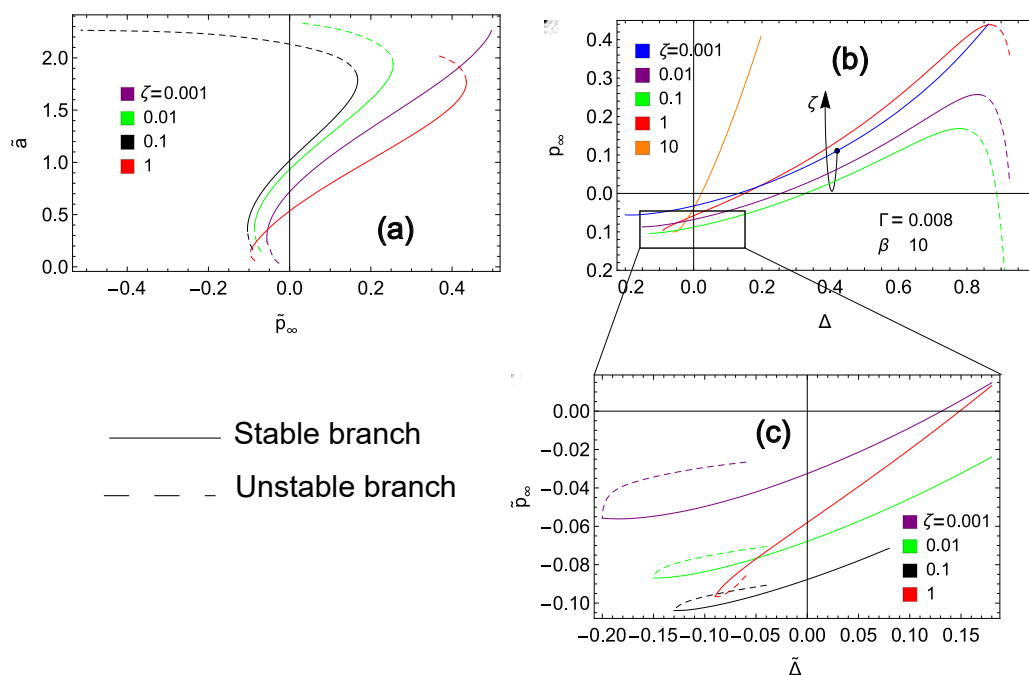 (a)
ã
2.0
1.5
1.0
0.5
0.0
ζ=0.001
0.01
0.1
1
−0.4 −0.2 0.0 0.2 0.4
p̃∞
(b)
p∞
0.4
0.2
0.1
0.0
0.1
0.2
ζ=0.001
0.01
0.1
1
10
ζ
Γ = 0.008
β 10
0.2 0.0 0.2 0.4 0.6 0.8
Δ
(c)
p̃∞
0.00
−0.02
−0.04
−0.06
−0.08
−0.10
ζ=0.001
0.01
0.1
1
−0.20 −0.15 −0.10 −0.05 0.00 0.05 0.10 0.15
Δ̃
Stable branch
Unstable branch